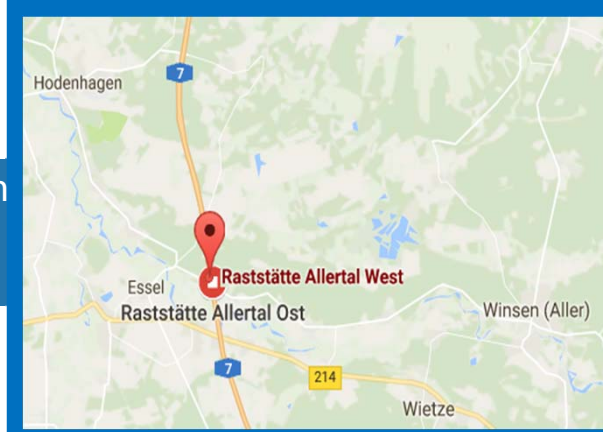 7
Hodenhagen
n
Raststätte Allertal West
Essel
Raststätte Allertal Ost
Winsen (Aller)
7
214
Wietze